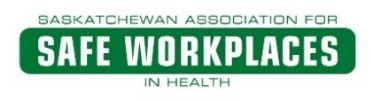 SASKATCHEWAN ASSOCIATION FOR
SAFE WORKPLACES
IN HEALTH